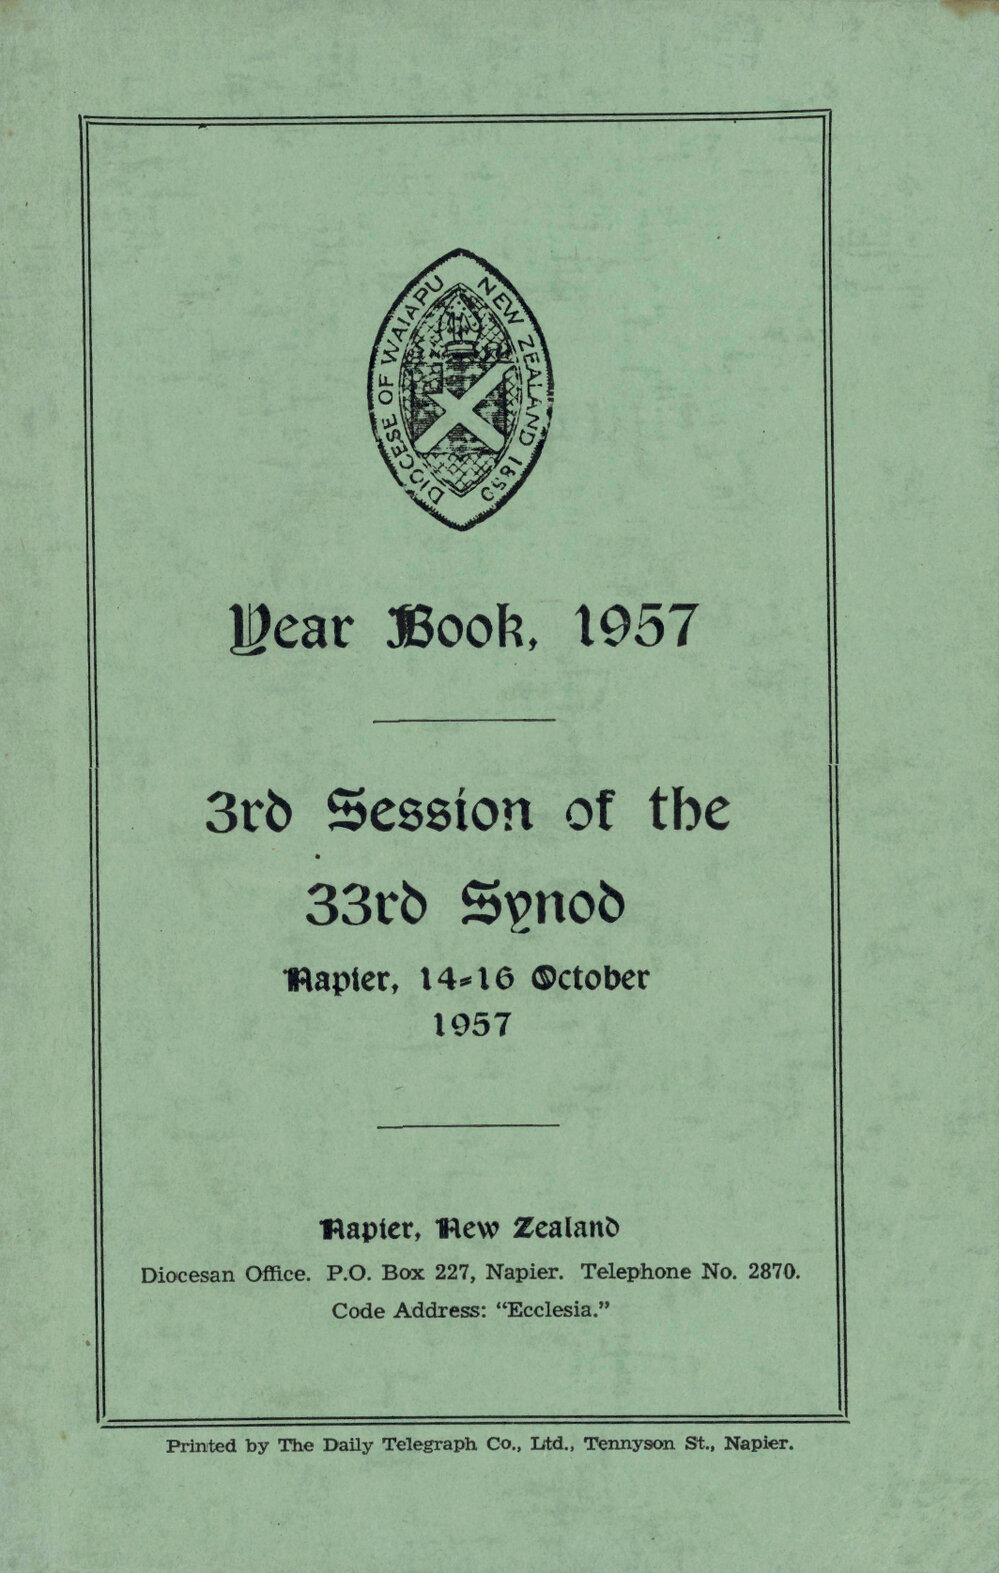 DIOCESE OF WAIAPU NEW ZEALAND 1859
Year Book, 1957
3rd Session of the
33rd Synod
Napier, 14-16 October
1957
Napier, New Zealand
Diocesan Office. P.O. Box 227, Napier. Telephone No. 2870.
Code Address: “Ecclesia.”
Printed by The Daily Telegraph Co., Ltd., Tennyson St., Napier.